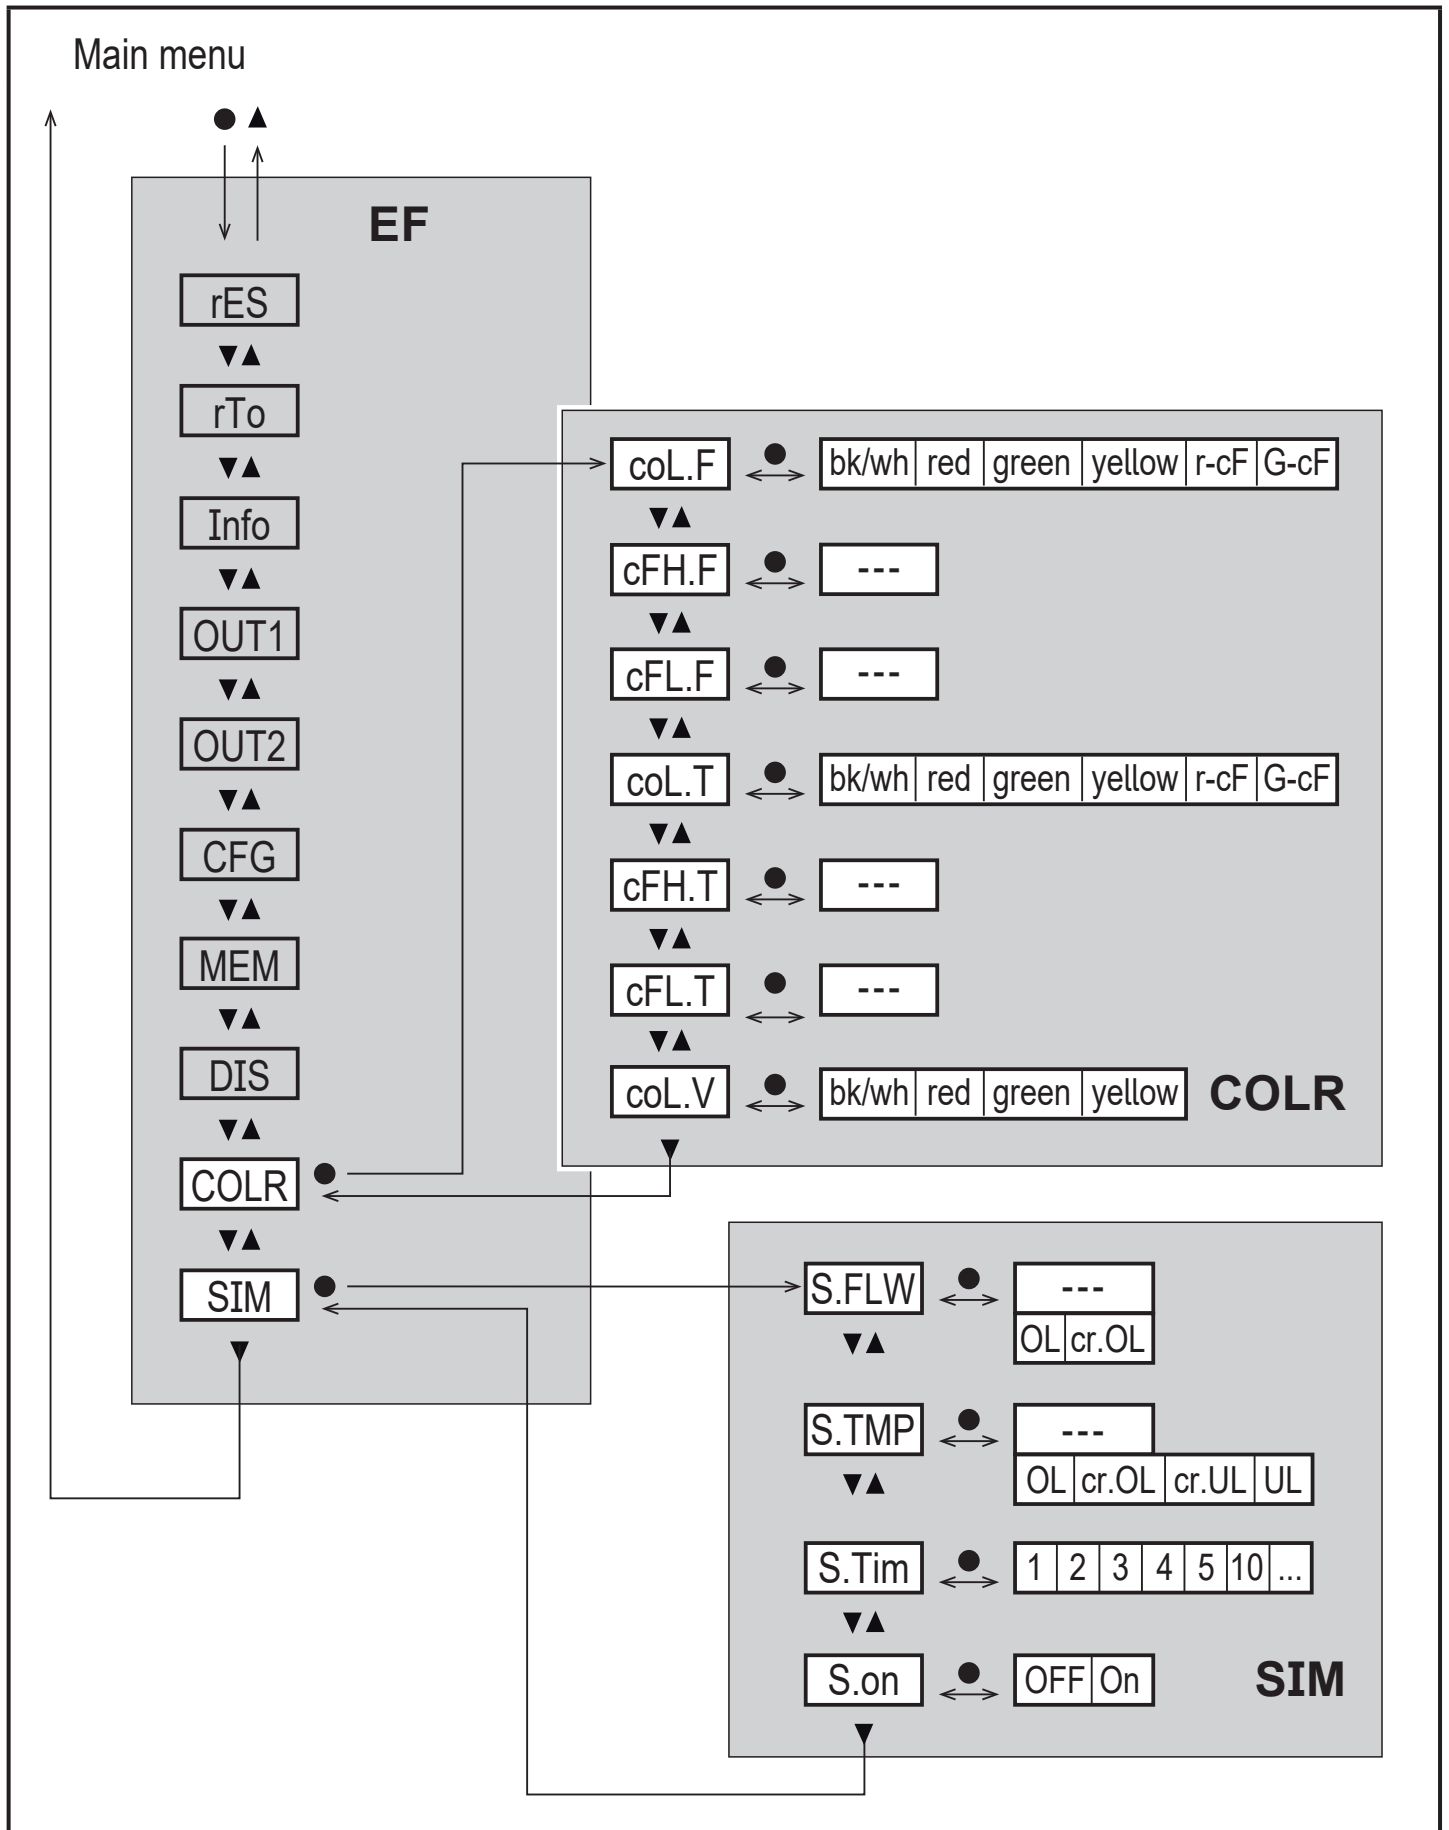 Main menu
EF
rES
rTo
Info
OUT1
OUT2
CFG
MEM
DIS
COLR
SIM
coL.F bk/wh red green yellow r-cF G-cF
cFH.F ---
cFL.F ---
coL.T bk/wh red green yellow r-cF G-cF
cFH.T ---
cFL.T ---
coL.V bk/wh red green yellow COLR
S.FLW ---
OL cr.OL
S.TMP ---
OL cr.OL cr.UL UL
S.Tim 1 2 3 4 5 10 ...
S.on OFF On SIM